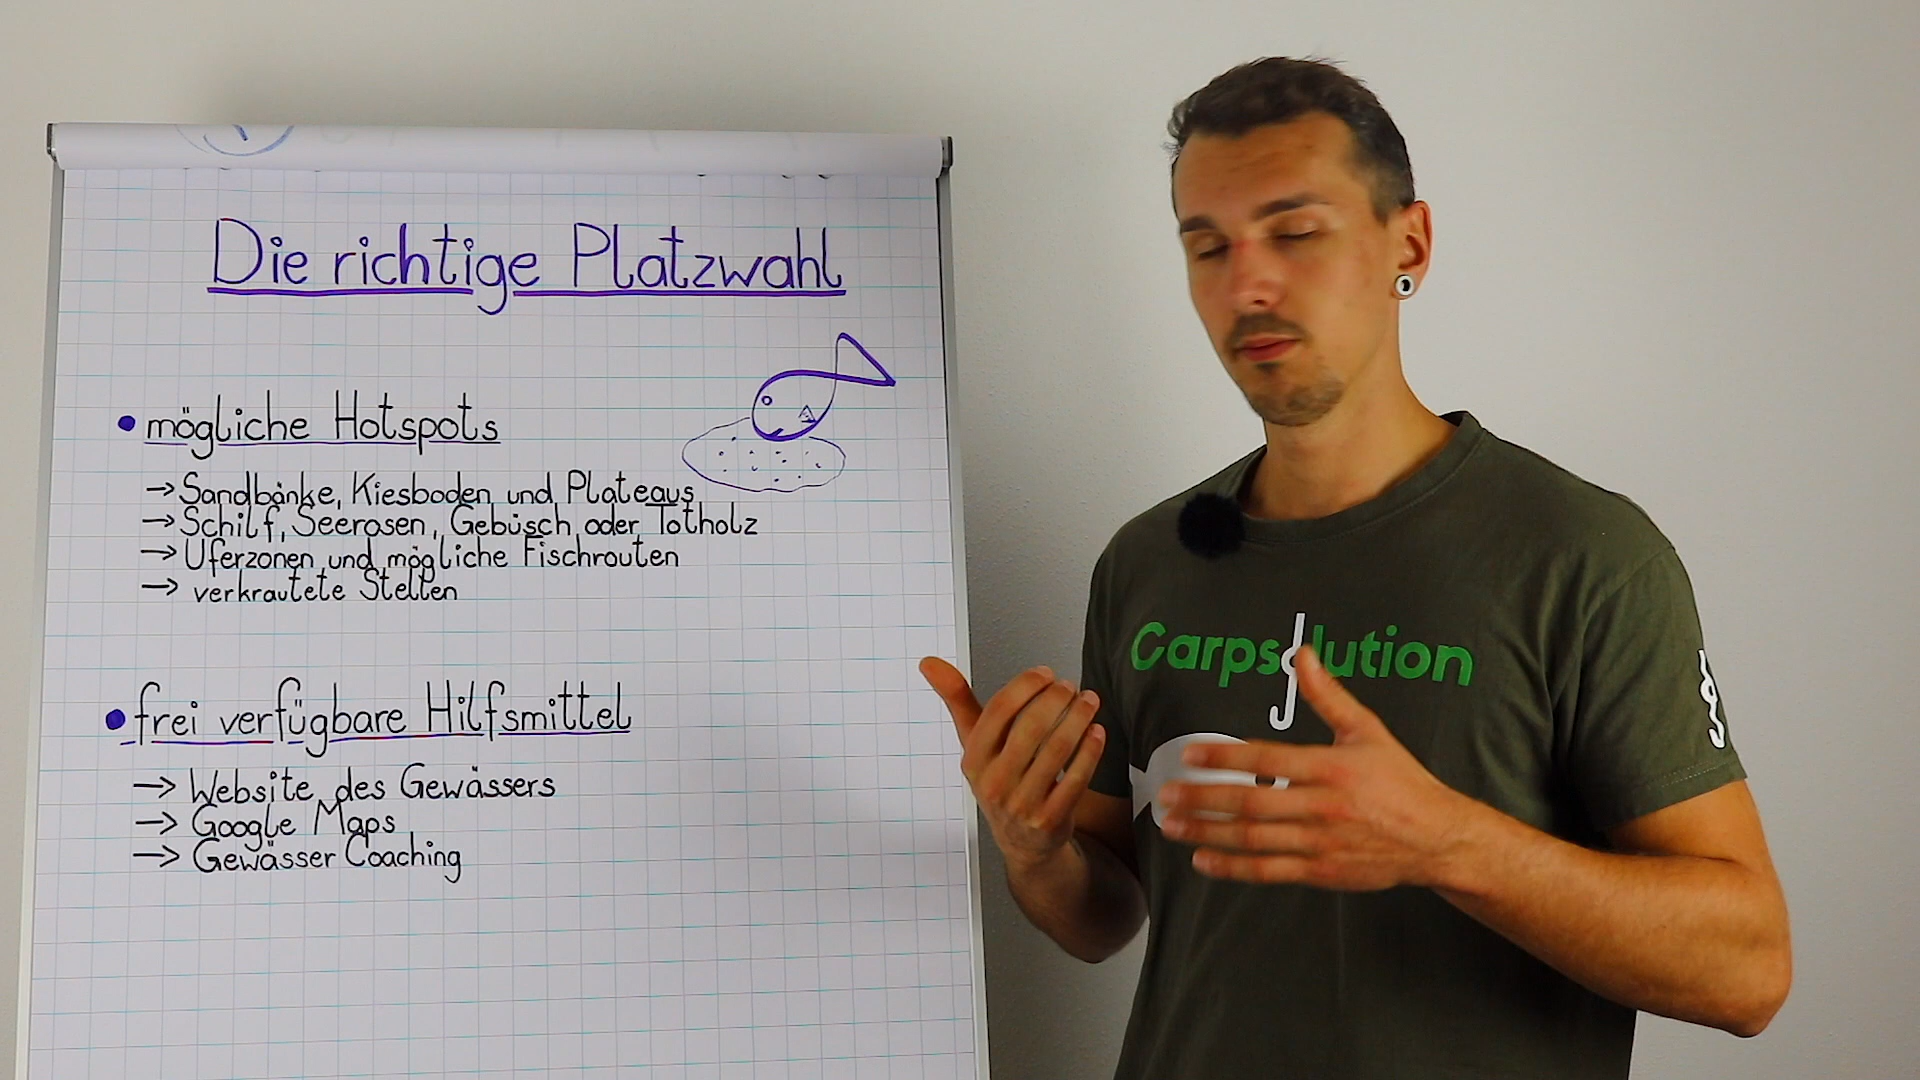 Die richtige Platzwahl
• mögliche Hotspots
→ Sandbänke, Kiesboden und Plateaus
→ Schilf, Seerosen, Gebüsch oder Totholz
→ Uferzonen und mögliche Fischrouten
→ verkrautete Stellen
• frei verfügbare Hilfsmittel
→ Website des Gewässers
→ Google Maps
→ Gewässer Coaching
Carpsolution